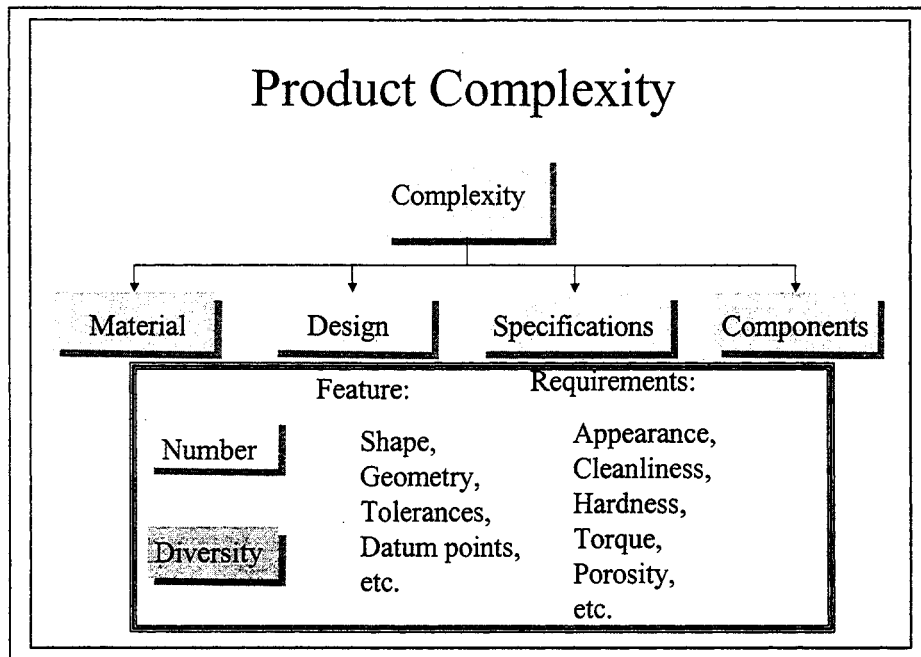 Product Complexity
Complexity
Material
Design
Specifications
Components
Feature:
Requirements:
Number
Diversity
Shape,
Geometry,
Tolerances,
Datum points,
etc.
Appearance,
Cleanliness,
Hardness,
Torque,
Porosity,
etc.